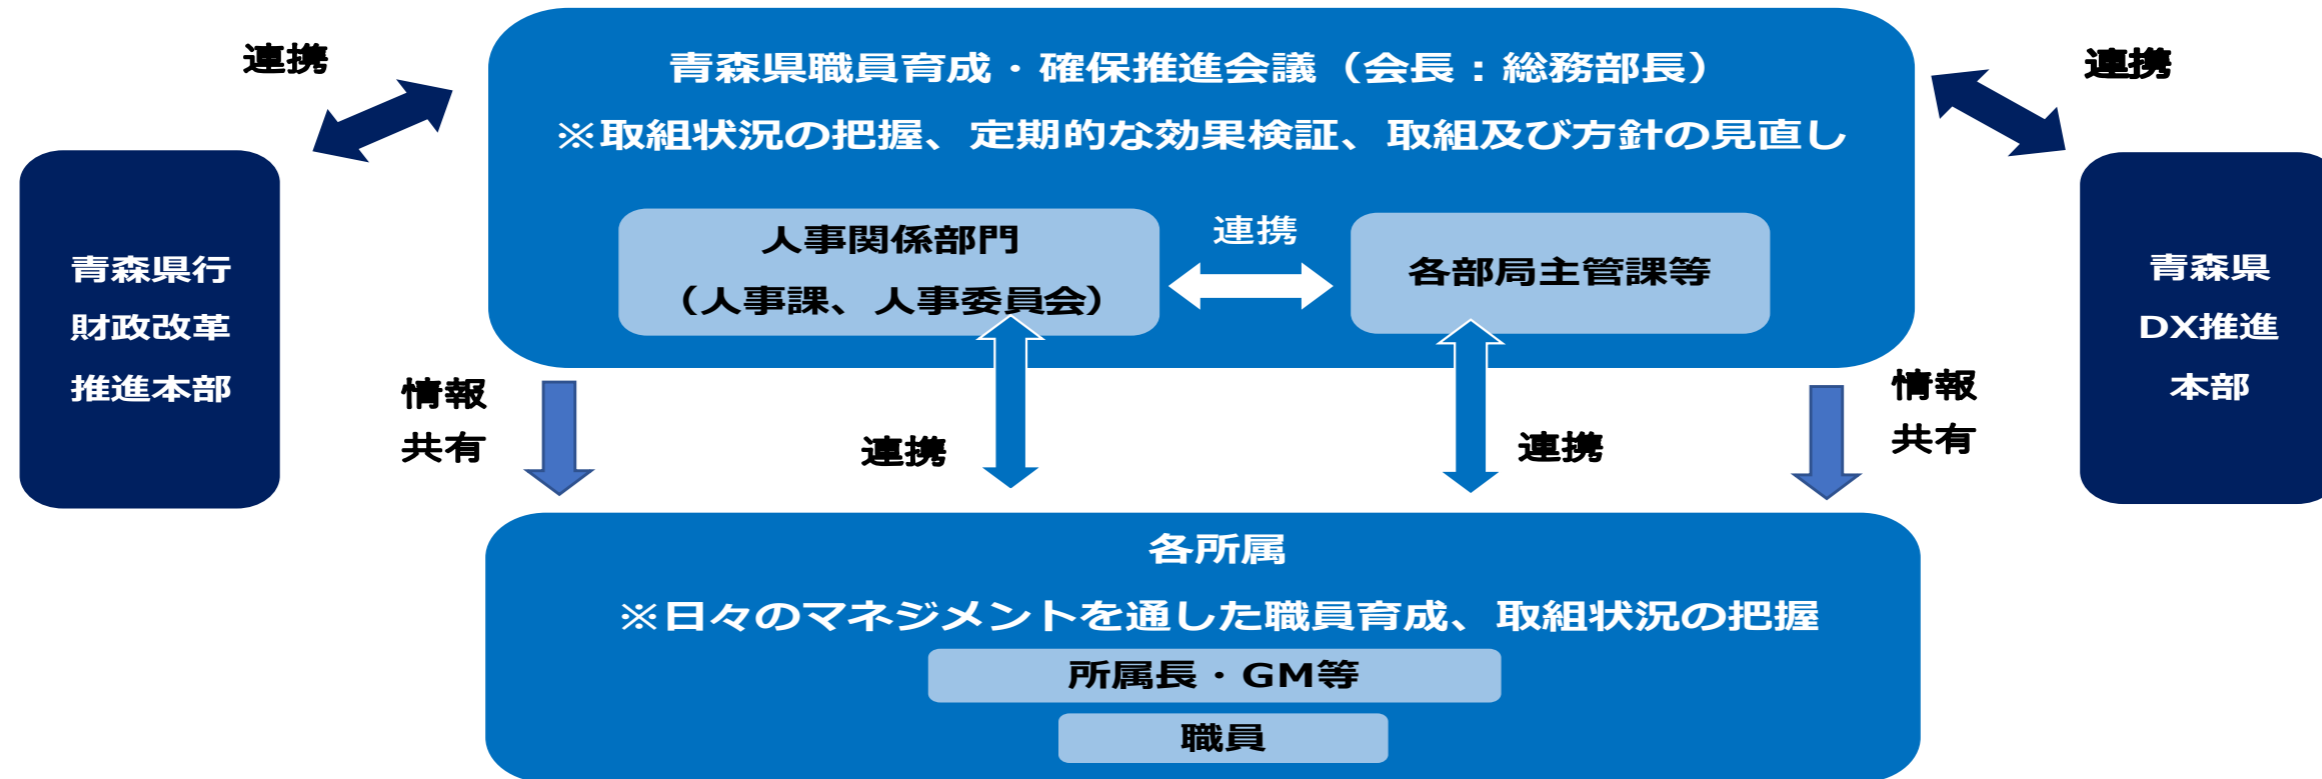 連携
青森県職員育成・確保推進会議（会長：総務部長）
連携
※取組状況の把握、定期的な効果検証、取組及び方針の見直し
人事関係部門
（人事課、人事委員会）
連携
各部局主管課等
青森県行
財政改革
推進本部
青森県
DX推進
本部
情報
共有
連携
連携
情報
共有
各所属
※日々のマネジメントを通した職員育成、取組状況の把握
所属長・GM等
職員